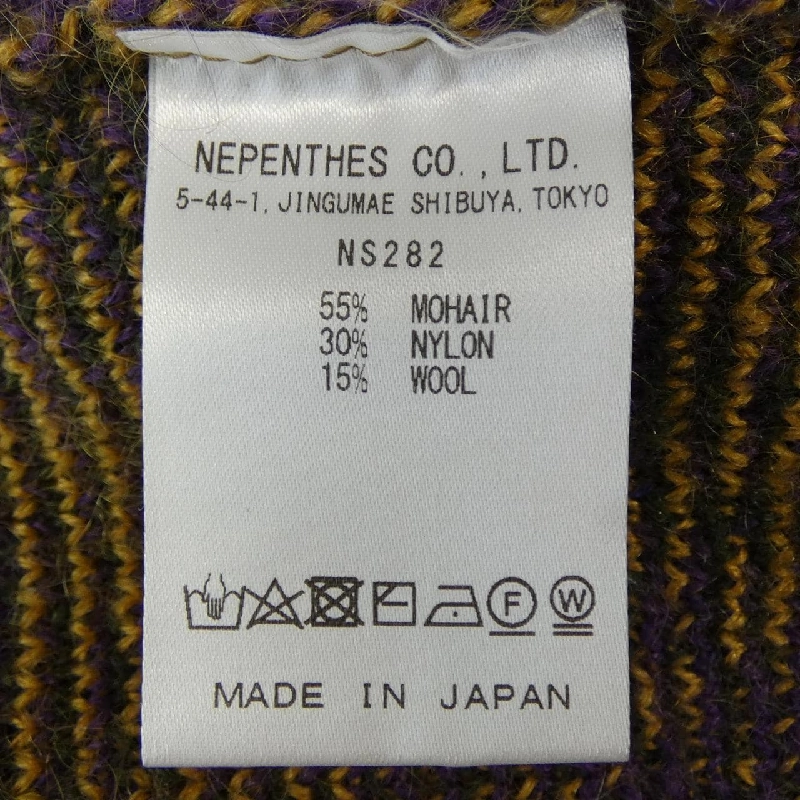 NEPENTHES CO., LTD.
5-44-1, JINGUMAE SHIBUYA, TOKYO
NS282
55% MOHAIR
30% NYLON
15% WOOL
F W
MADE IN JAPAN